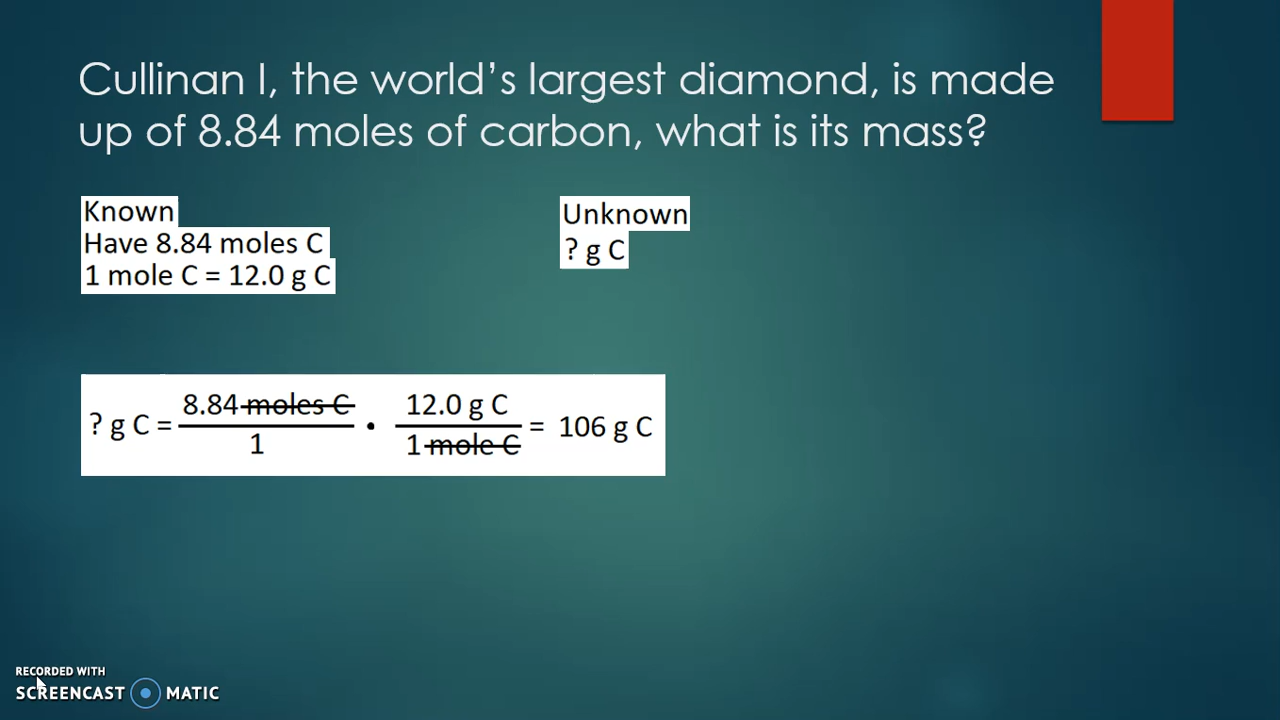 Cullinan I, the world's largest diamond, is made
up of 8.84 moles of carbon, what is its mass?
Known
Have 8.84 moles C
1 mole C = 12.0 g C
Unknown
? g C
? g C = 8.84 moles C / 1 • 12.0 g C / 1 mole C = 106 g C
RECORDED WITH
SCREENCAST MATIC